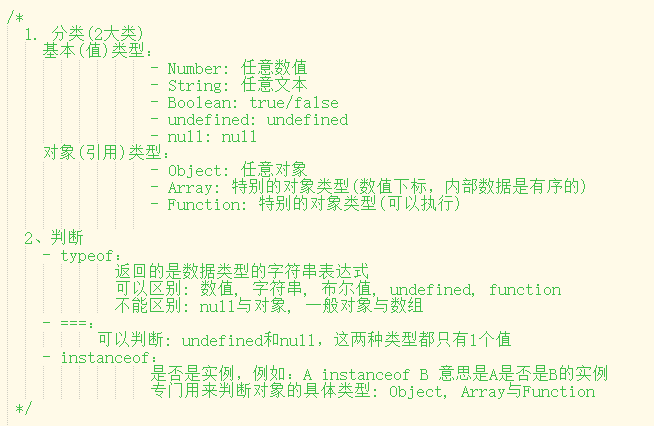 /*
1. 分类(2大类)
基本(值)类型:
- Number: 任意数值
- String: 任意文本
- Boolean: true/false
- undefined: undefined
- null: null
对象(引用)类型:
- Object: 任意对象
- Array: 特别的对象类型(数值下标, 内部数据是有序的)
- Function: 特别的对象类型(可以执行)
2、判断
- typeof:
返回的是数据类型的字符串表达式
可以区别: 数值, 字符串, 布尔值, undefined, function
不能区别: null与对象, 一般对象与数组
- ===:
可以判断: undefined和null, 这两种类型都只有1个值
- instanceof:
是否是实例, 例如: A instanceof B 意思是A是否是B的实例
专门用来判断对象的具体类型: Object, Array与Function
*/